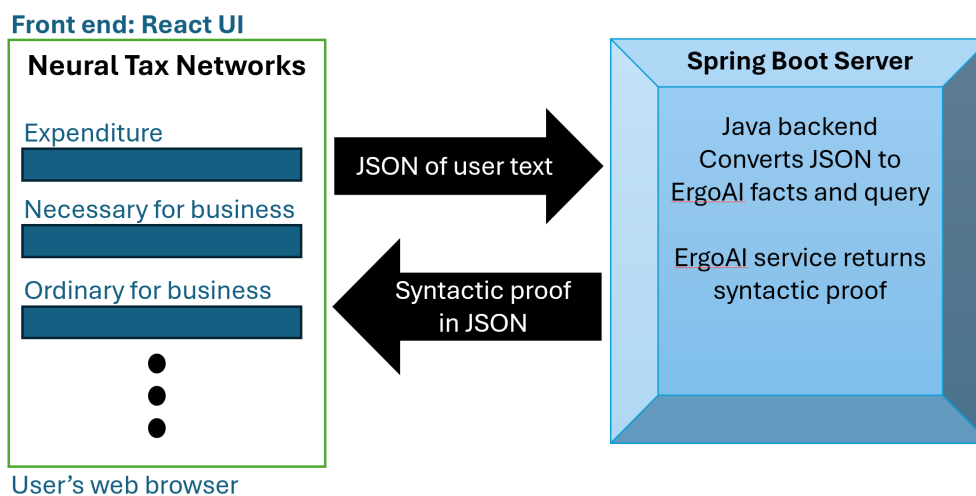 Front end: React UI
Neural Tax Networks
Expenditure
Necessary for business
Ordinary for business
User's web browser
JSON of user text
Syntactic proof
in JSON
Spring Boot Server
Java backend
Converts JSON to
ErgoAI facts and query
ErgoAI service returns
syntactic proof